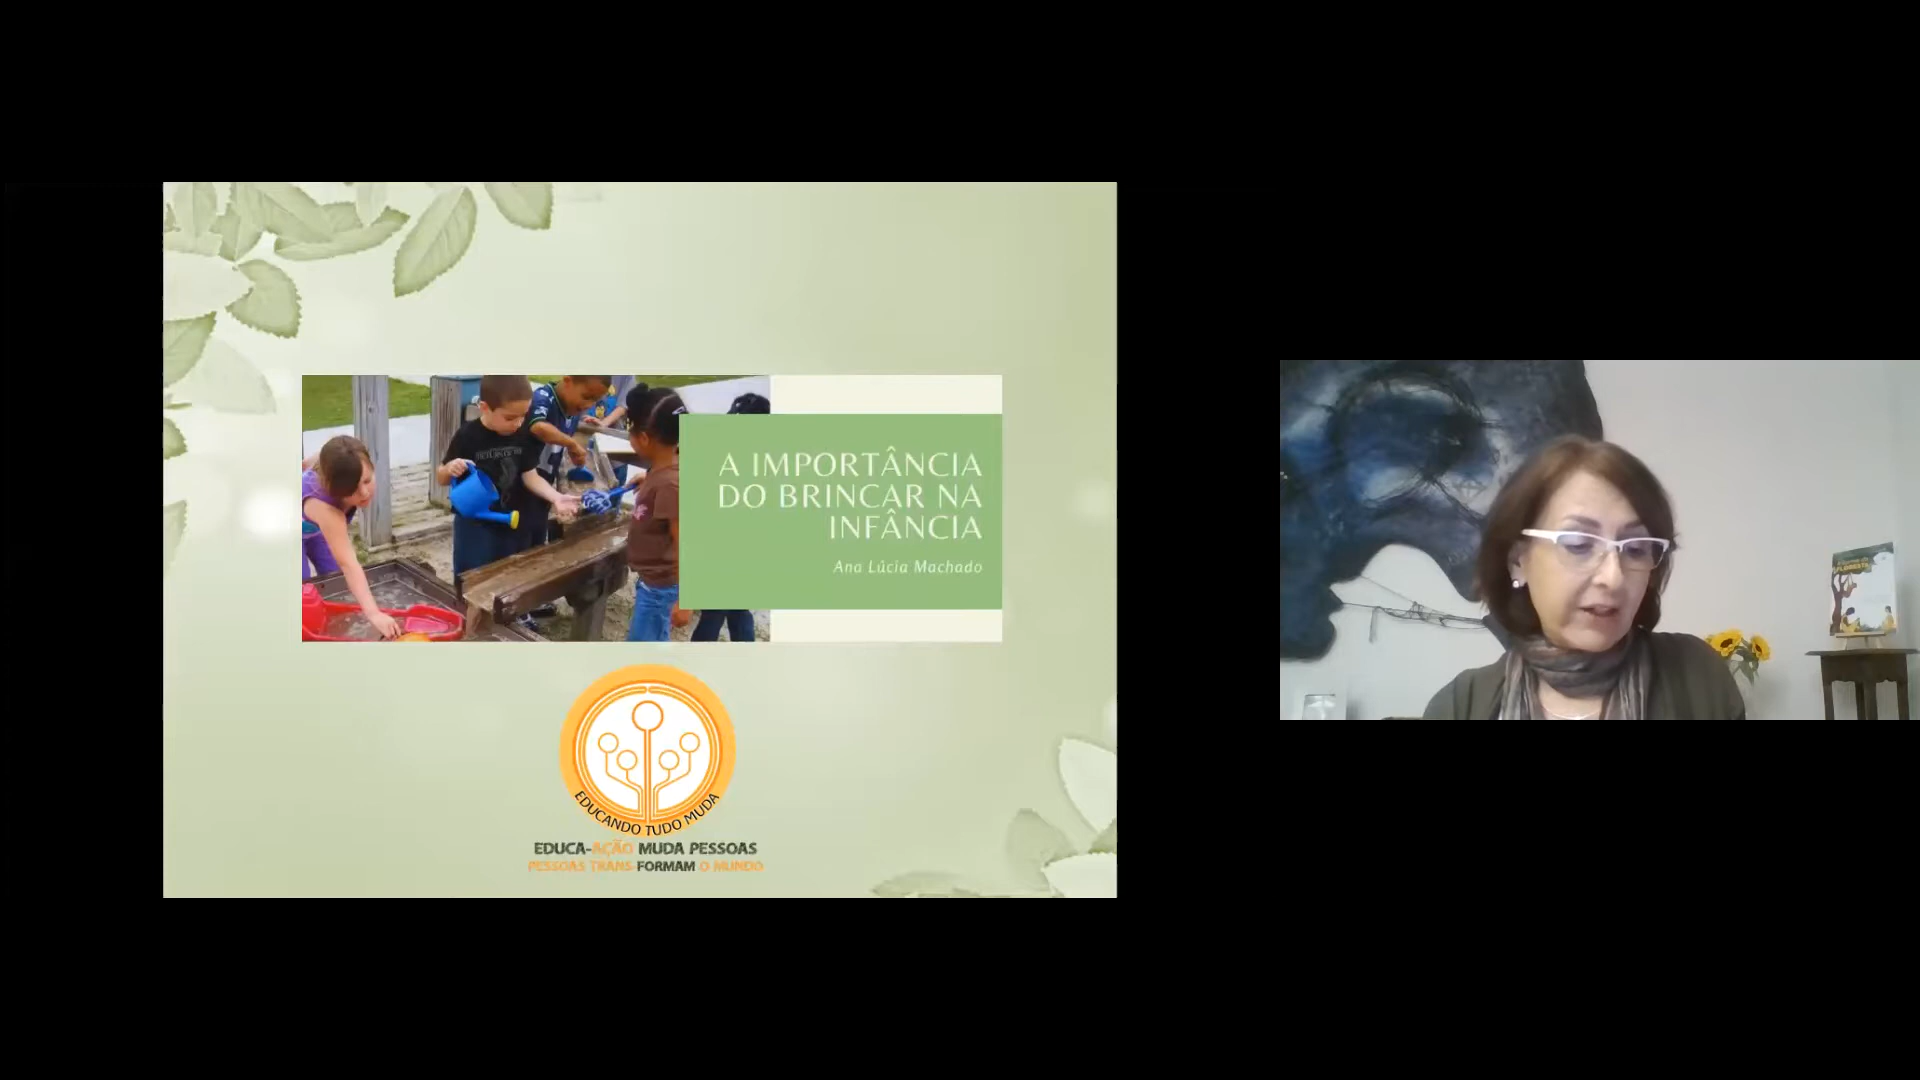 A IMPORTÂNCIA
DO BRINCAR NA
INFÂNCIA
Ana Lúcia Machado
EDUCANDO TUDO MUDA
EDUCA-AÇÃO MUDA PESSOAS
PESSOAS TRANS-FORMAM O MUNDO
FLORESTA